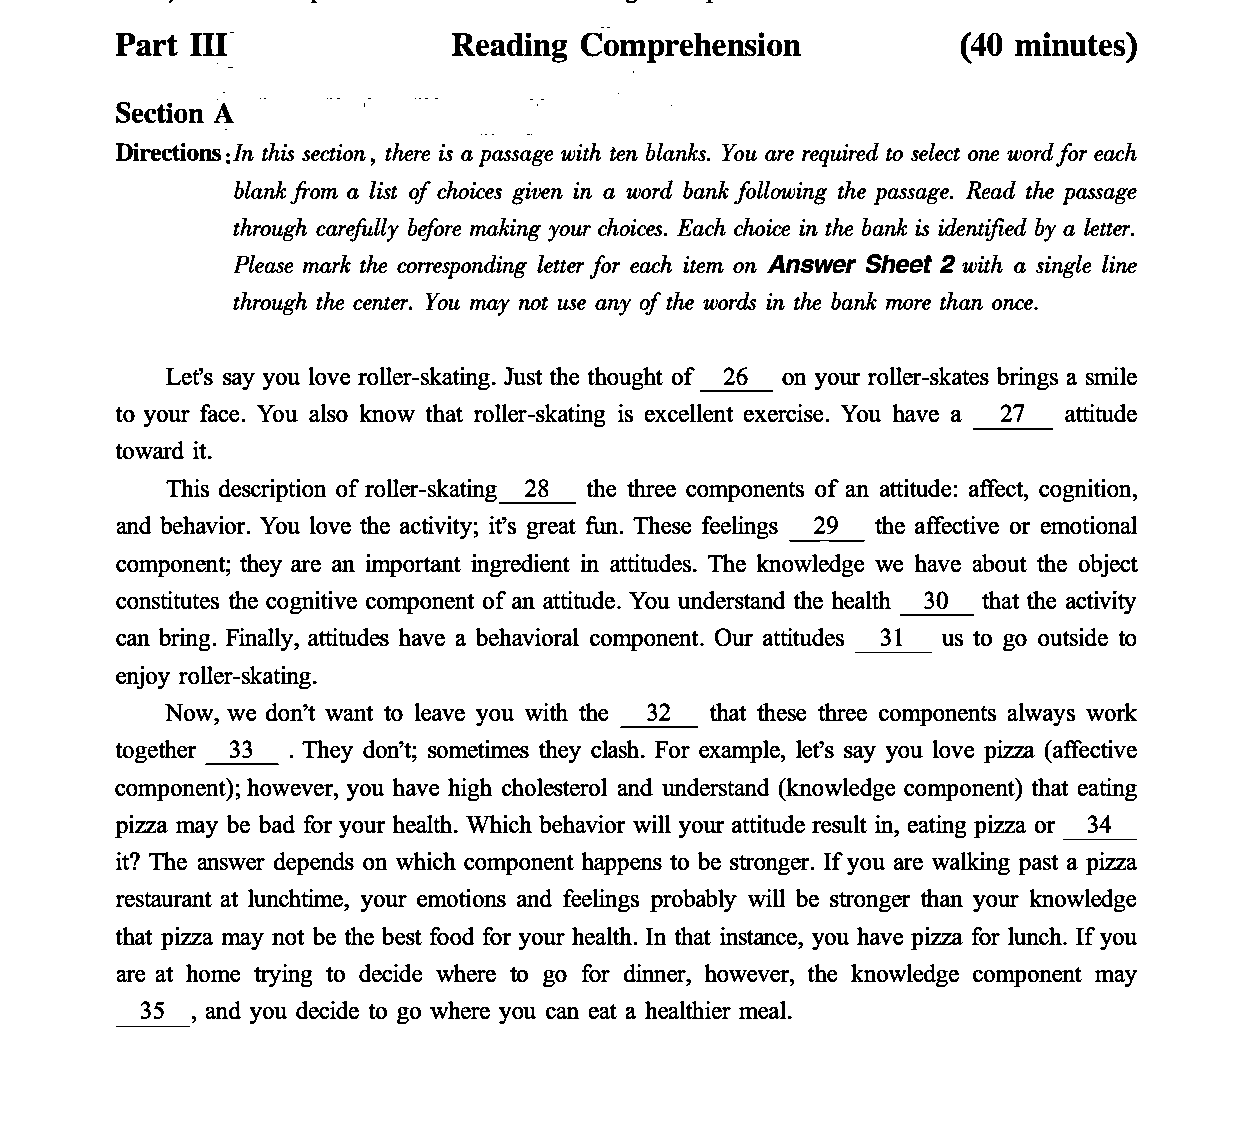 Part III Reading Comprehension (40 minutes)
Section A
Directions: In this section, there is a passage with ten blanks. You are required to select one word for each
blank from a list of choices given in a word bank following the passage. Read the passage
through carefully before making your choices. Each choice in the bank is identified by a letter.
Please mark the corresponding letter for each item on Answer Sheet 2 with a single line
through the center. You may not use any of the words in the bank more than once.
Let's say you love roller-skating. Just the thought of 26 on your roller-skates brings a smile
to your face. You also know that roller-skating is excellent exercise. You have a 27 attitude
toward it.
This description of roller-skating 28 the three components of an attitude: affect, cognition,
and behavior. You love the activity; it's great fun. These feelings 29 the affective or emotional
component; they are an important ingredient in attitudes. The knowledge we have about the object
constitutes the cognitive component of an attitude. You understand the health 30 that the activity
can bring. Finally, attitudes have a behavioral component. Our attitudes 31 us to go outside to
enjoy roller-skating.
Now, we don't want to leave you with the 32 that these three components always work
together 33 . They don't; sometimes they clash. For example, let's say you love pizza (affective
component); however, you have high cholesterol and understand (knowledge component) that eating
pizza may be bad for your health. Which behavior will your attitude result in, eating pizza or 34
it? The answer depends on which component happens to be stronger. If you are walking past a pizza
restaurant at lunchtime, your emotions and feelings probably will be stronger than your knowledge
that pizza may not be the best food for your health. In that instance, you have pizza for lunch. If you
are at home trying to decide where to go for dinner, however, the knowledge component may
35 , and you decide to go where you can eat a healthier meal.